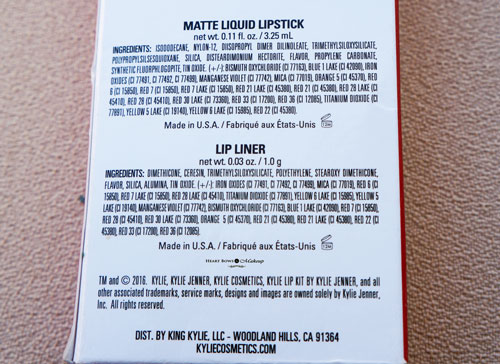 MATTE LIQUID LIPSTICK
net wt. 0.11 fl. oz. / 3.25 mL
INGREDIENTS: ISODODECANE, NYLON-12, DIISOPROPYL DIMER DILINOLEATE, TRIMETHYLSILOXYSILICATE,
POLYPROPYLSILSESQUIOXANE, SILICA, DISTEARDIMONIUM HECTORITE, FLAVOR, PROPYLENE CARBONATE,
SYNTHETIC FLUORPHLOGOPITE, TIN OXIDE. (+/-): BISMUTH OXYCHLORIDE (CI 77163), BLUE 1 LAKE (CI 42090), IRON
OXIDES (CI 77491, CI 77492, CI 77499), MANGANESE VIOLET (CI 77742), MICA (CI 77019), ORANGE 5 (CI 45370), RED
6 (CI 15850), RED 7 (CI 15850), RED 7 LAKE (CI 15850), RED 21 LAKE (CI 45380), RED 21 (CI 45380), RED 28 LAKE (CI
45410), RED 28 (CI 45410), RED 30 LAKE (CI 73360), RED 33 (CI 17200), RED 36 (CI 12085), TITANIUM DIOXIDE (CI
77891), YELLOW 5 LAKE (CI 19140), YELLOW 6 LAKE (CI 15985), RED 22 (CI 45380).
Made in U.S.A. / Fabriqué aux États-Unis
12M
LIP LINER
net wt. 0.03 oz. / 1.0 g
INGREDIENTS: DIMETHICONE, CERESIN, TRIMETHYLSILOXYSILICATE, POLYETHYLENE, STEAROXY DIMETHICONE,
FLAVOR, SILICA, ALUMINA, TIN OXIDE. (+/-): IRON OXIDES (CI 77491, CI 77492, CI 77499), MICA (CI 77019), RED 6 (CI
15850), RED 7 LAKE (CI 15850), RED 28 LAKE (CI 45410), TITANIUM DIOXIDE (CI 77891), YELLOW 6 LAKE (CI 15985), YELLOW 5
LAKE (CI 19140), MANGANESE VIOLET (CI 77742), BISMUTH OXYCHLORIDE (CI 77163), BLUE 1 LAKE (CI 42090), RED 7 (CI 15850),
RED 28 (CI 45410), RED 30 LAKE (CI 73360), ORANGE 5 (CI 45370), RED 21 (CI 45380), RED 21 LAKE (CI 45380), RED 22 (CI
45380), RED 33 (CI 17200), RED 36 (CI 12085).
Made in U.S.A. / Fabriqué aux États-Unis
12M
HEART BOWS & Makeup
TM and © 2016. KYLIE, KYLIE JENNER, KYLIE COSMETICS, KYLIE LIP KIT BY KYLIE JENNER, and all
other associated trademarks, service marks, designs and images are owned solely by Kylie Jenner,
Inc. All rights reserved.
DIST. BY KING KYLIE, LLC - WOODLAND HILLS, CA 91364
KYLIECOSMETICS.COM